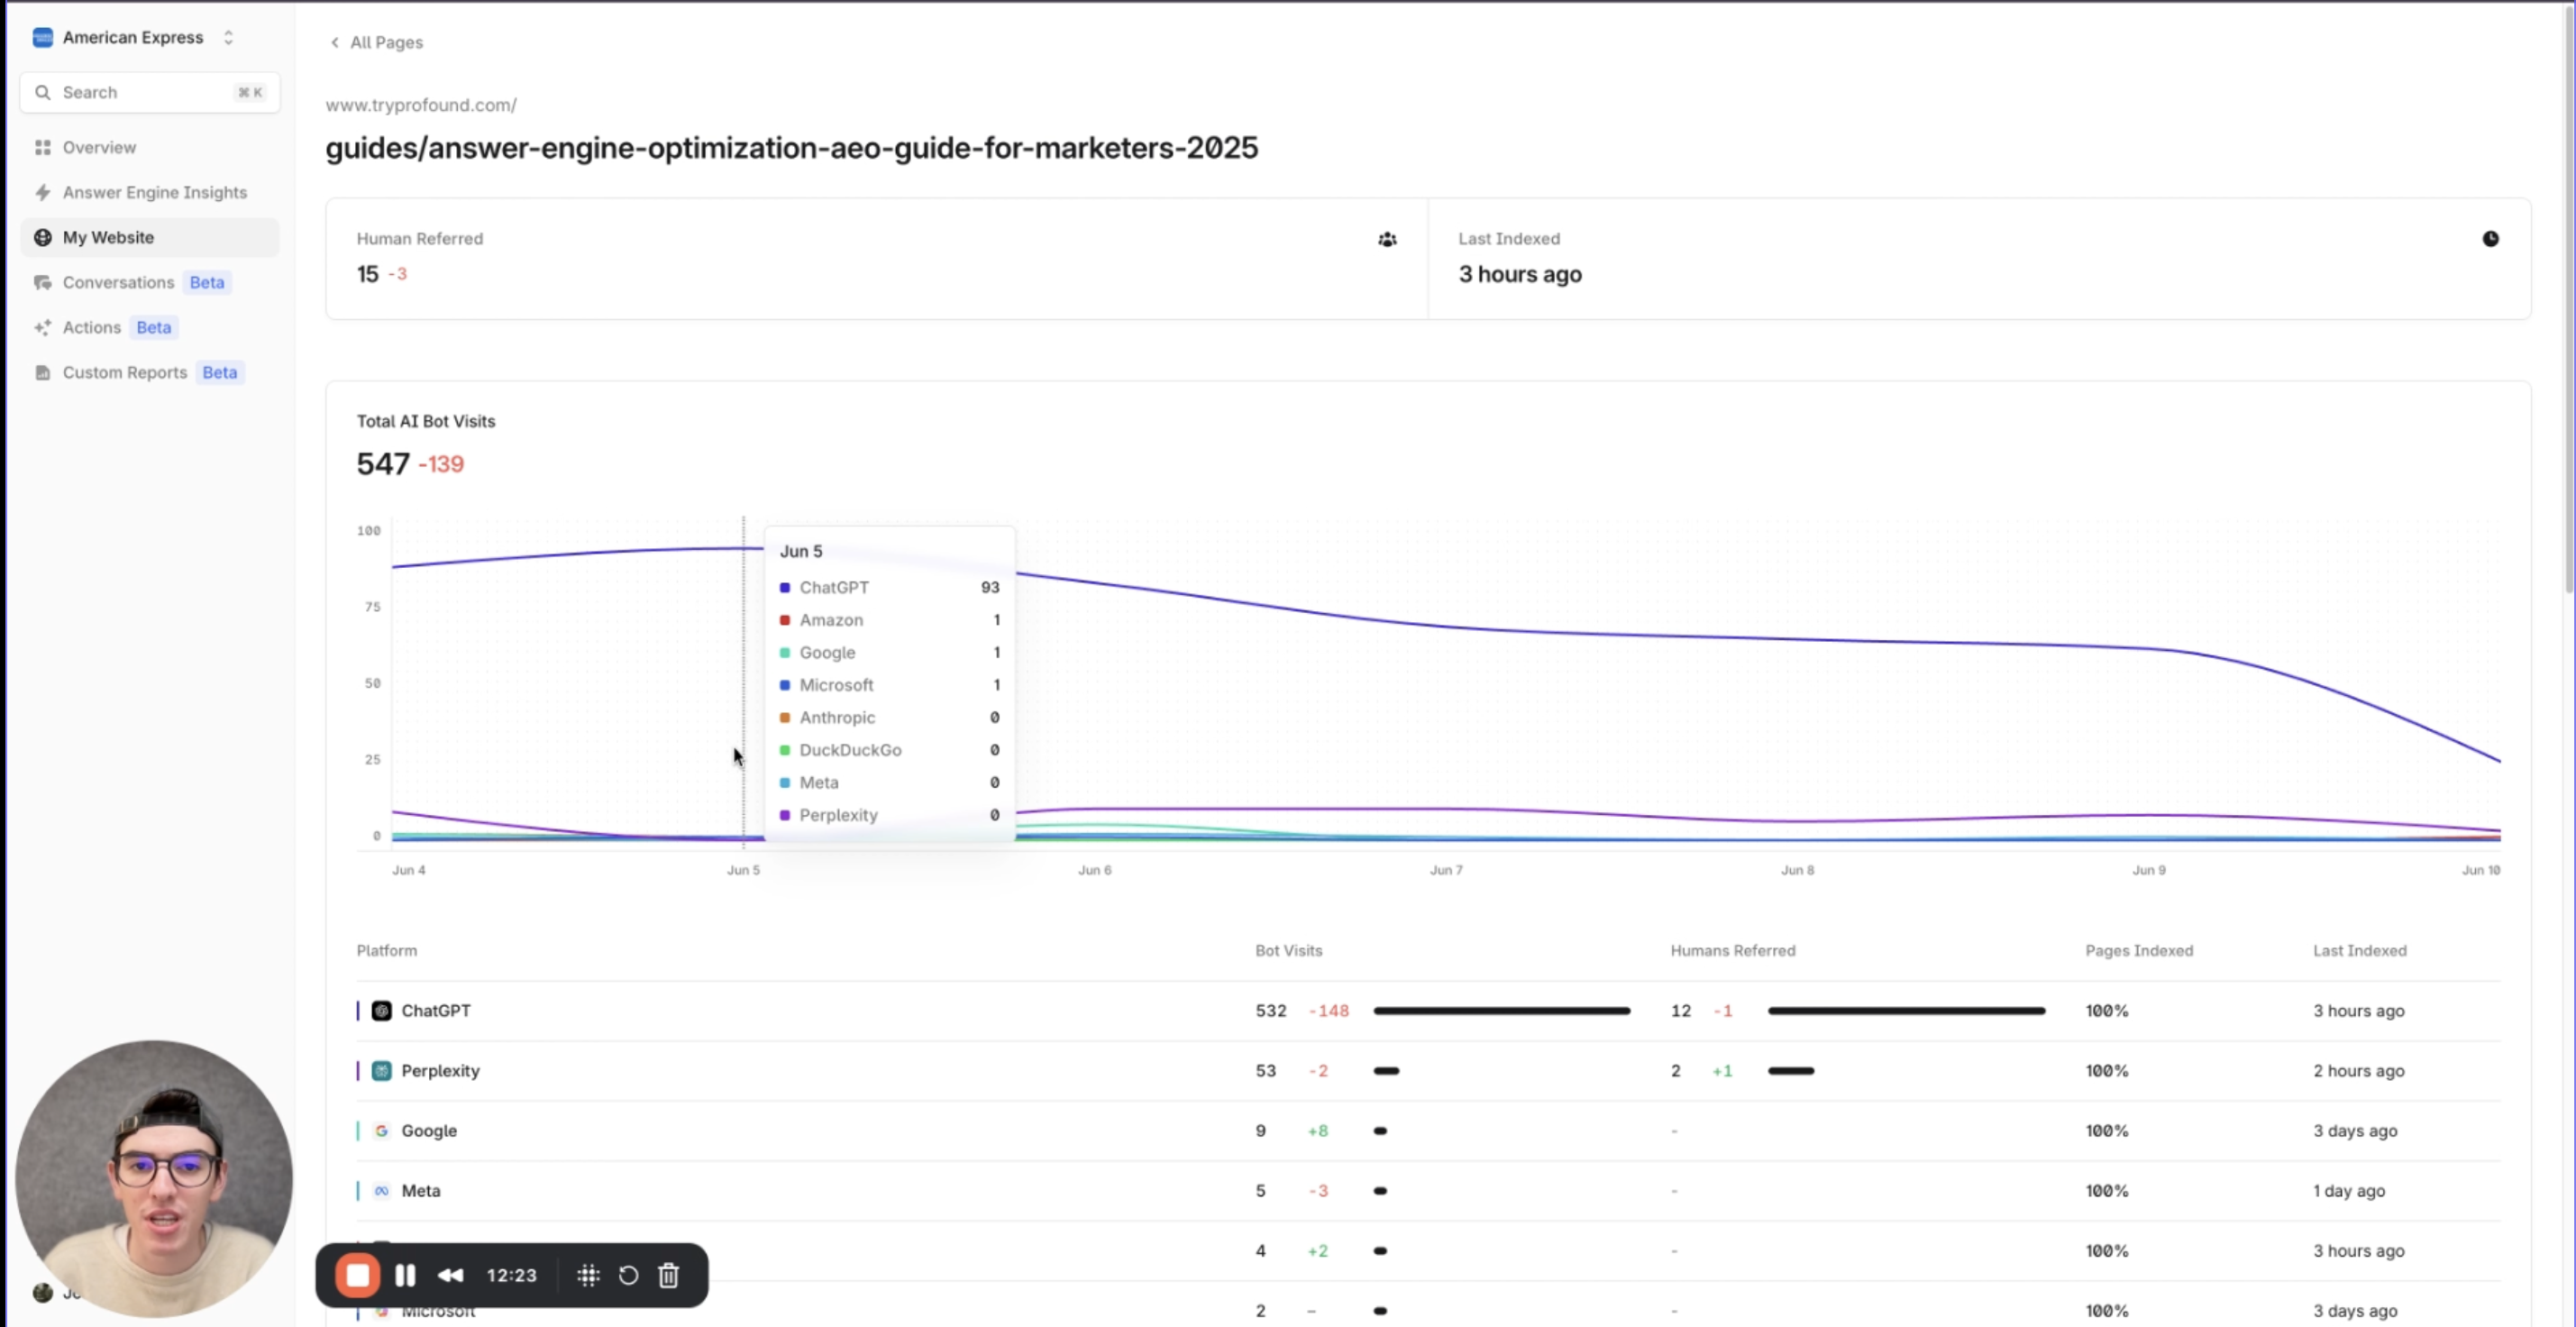 American Express
Search ⌘ K
Overview
Answer Engine Insights
My Website
Conversations Beta
Actions Beta
Custom Reports Beta
All Pages
www.tryprofound.com/
guides/answer-engine-optimization-aeo-guide-for-marketers-2025
Human Referred
15 -3
Last Indexed
3 hours ago
Total AI Bot Visits
547 -139
100
75
50
25
0
Jun 5
ChatGPT 93
Amazon 1
Google 1
Microsoft 1
Anthropic 0
DuckDuckGo 0
Meta 0
Perplexity 0
Jun 4 Jun 5 Jun 6 Jun 7 Jun 8 Jun 9 Jun 10
Platform Bot Visits Humans Referred Pages Indexed Last Indexed
ChatGPT 532 -148 12 -1 100% 3 hours ago
Perplexity 53 -2 2 +1 100% 2 hours ago
Google 9 +8 - 100% 3 days ago
Meta 5 -3 - 100% 1 day ago
4 +2 - 100% 3 hours ago
12:23
Microsoft 2 – - 100% 3 days ago